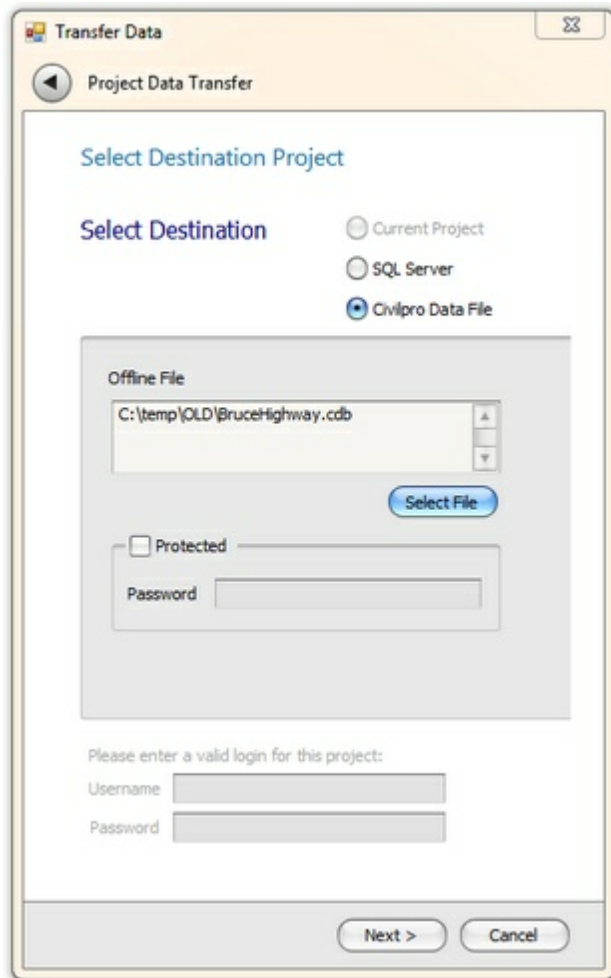 Transfer Data
Project Data Transfer
Select Destination Project
Select Destination
Current Project
SQL Server
Civilpro Data File
Offline File
C:\temp\OLD\BruceHighway.cdb
Select File
Protected
Password
Please enter a valid login for this project:
Username
Password
Next >
Cancel